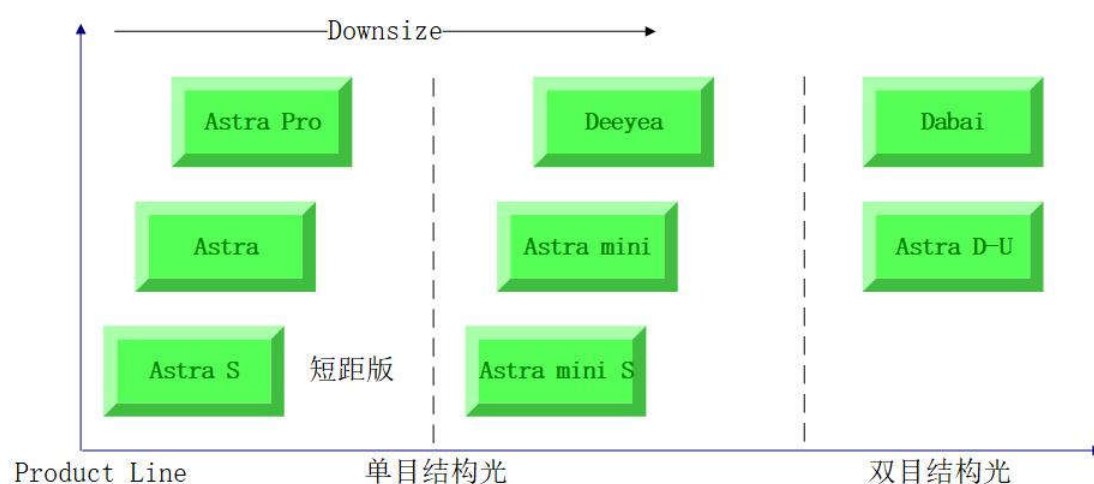 Downsize
Astra Pro
Deeyea
Dabai
Astra
Astra mini
Astra D-U
Astra S
短距版
Astra mini S
Product Line
单目结构光
双目结构光